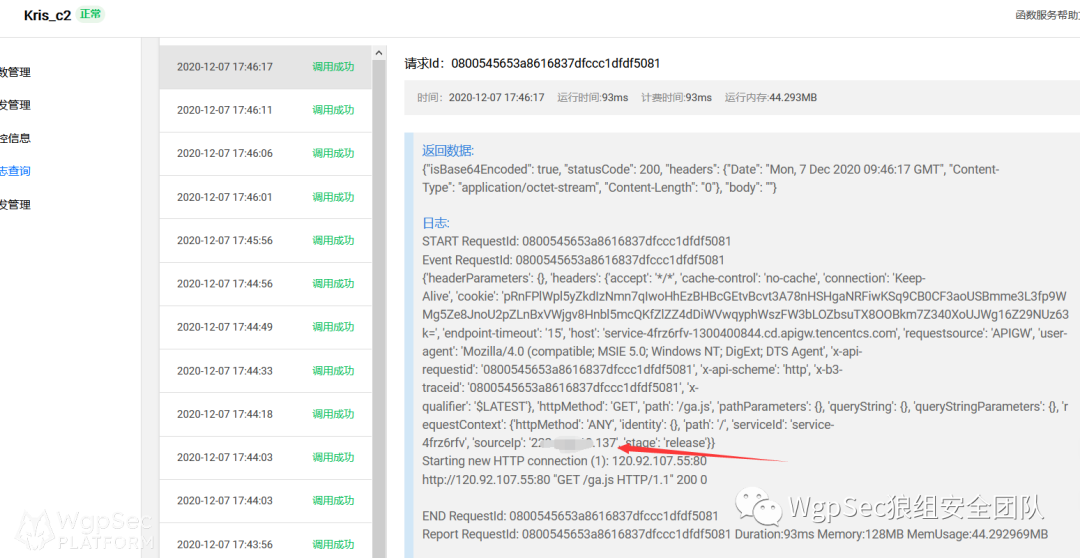 Kris_c2 正常
函数服务帮助
数管理
发管理
控信息
志查询
发管理
2020-12-07 17:46:17 调用成功
2020-12-07 17:46:11 调用成功
2020-12-07 17:46:06 调用成功
2020-12-07 17:46:01 调用成功
2020-12-07 17:45:56 调用成功
2020-12-07 17:44:56 调用成功
2020-12-07 17:44:49 调用成功
2020-12-07 17:44:33 调用成功
2020-12-07 17:44:18 调用成功
2020-12-07 17:44:03 调用成功
2020-12-07 17:44:03 调用成功
2020-12-07 17:43:56 调用成功
请求Id: 0800545653a8616837dfccc1dfdf5081
时间: 2020-12-07 17:46:17 运行时间:93ms 计费时间:93ms 运行内存:44.293MB
返回数据:
{"isBase64Encoded": true, "statusCode": 200, "headers": {"Date": "Mon, 7 Dec 2020 09:46:17 GMT", "Content-
Type": "application/octet-stream", "Content-Length": "0"}, "body": ""}
日志:
START RequestId: 0800545653a8616837dfccc1dfdf5081
Event RequestId: 0800545653a8616837dfccc1dfdf5081
{'headerParameters': {}, 'headers': {'accept': '*/*', 'cache-control': 'no-cache', 'connection': 'Keep-
Alive', 'cookie': 'pRnFPlWpl5yZkdlzNmn7qIwoHhEzBHBcGEtvBcvt3A78nHSHgaNRFiwKSq9CB0CF3aoUSBmme3L3fp9W
Mg5Ze8JnoU2pZLnBxVWjgv8Hnbl5mcQKfZlZZ4dDiWVwqyphWszFW3bLOZbsuTX8OOBkm7Z340XoUJWg16Z29NUz63
k=', 'endpoint-timeout': '15', 'host': 'service-4frz6rfv-1300400844.cd.apigw.tencentcs.com', 'requestsource': 'APIGW', 'user-
agent': 'Mozilla/4.0 (compatible; MSIE 5.0; Windows NT; DigExt; DTS Agent', 'x-api-
requestid': '0800545653a8616837dfccc1dfdf5081', 'x-api-scheme': 'http', 'x-b3-
traceid': '0800545653a8616837dfccc1dfdf5081', 'x-
qualifier': '$LATEST'}, 'httpMethod': 'GET', 'path': '/ga.js', 'pathParameters': {}, 'queryString': {}, 'queryStringParameters': {}, 'r
equestContext': {'httpMethod': 'ANY', 'identity': {}, 'path': '/', 'serviceId': 'service-
4frz6rfv', 'sourceIp': .137', 'stage': 'release'}}
Starting new HTTP connection (1): 120.92.107.55:80
http://120.92.107.55:80 "GET /ga.js HTTP/1.1" 200 0
END RequestId: 0800545653a8616837dfccc1dfdf5081
Report RequestId: 0800545653a8616837dfccc1dfdf5081 Duration:93ms Memory:128MB MemUsage:44.292969MB
WgpSec狼组安全团队
WgpSec
PLATFORM